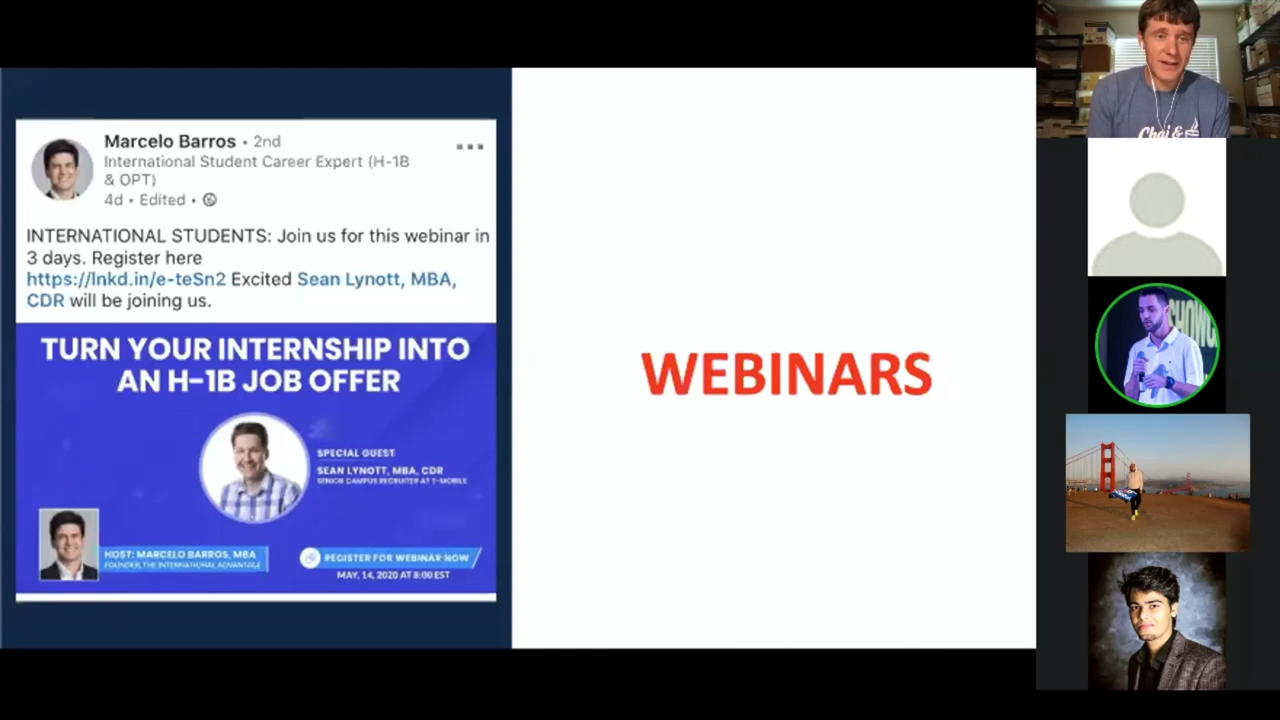 Marcelo Barros • 2nd
International Student Career Expert (H-1B
& OPT)
4d • Edited •
INTERNATIONAL STUDENTS: Join us for this webinar in
3 days. Register here
https://lnkd.in/e-teSn2 Excited Sean Lynott, MBA,
CDR will be joining us.
TURN YOUR INTERNSHIP INTO
AN H-1B JOB OFFER
SPECIAL GUEST
SEAN LYNOTT, MBA, CDR
SENIOR CAMPUS RECRUITER AT T-MOBILE
HOST: MARCELO BARROS, MBA
FOUNDER, THE INTERNATIONAL ADVANTAGE
REGISTER FOR WEBINAR NOW
MAY, 14, 2020 AT 8:00 EST
WEBINARS
Chai &